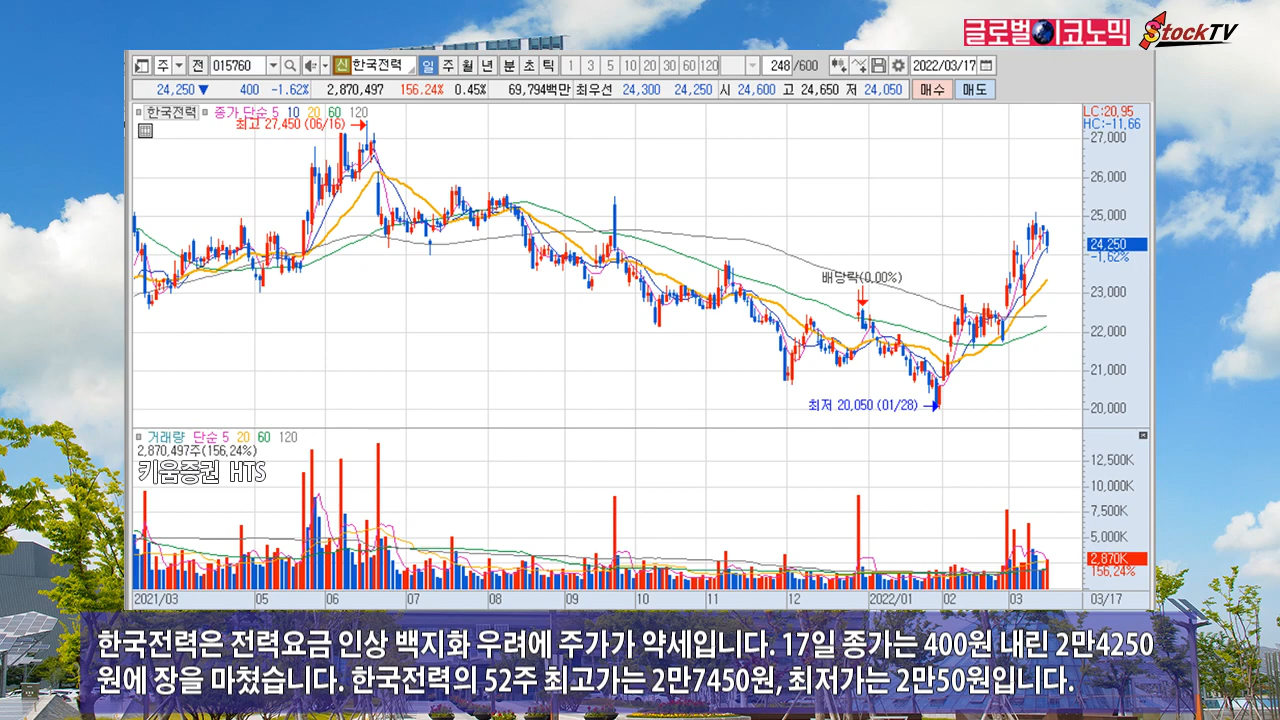 글로벌이코노믹 StockTV
주 전 015760 신 한국전력 일 주 월 년 분 초 틱 1 3 5 10 20 30 60 120 248 /600 2022/03/17
24,250 ▼ 400 -1.62% 2,870,497 156.24% 0.45% 69,794백만 최우선 24,300 24,250 시 24,600 고 24,650 저 24,050 매수 매도
한국전력 종가 단순 5 10 20 60 120
LC:20.95
최고 27,450 (06/16)
HC:-11.66
27,000
26,000
25,000
24,250
-1.62%
배당락(0.00%)
23,000
22,000
21,000
최저 20,050 (01/28)
20,000
거래량 단순 5 20 60 120
2,870,497주(156.24%)
키움증권 HTS
12,500K
10,000K
7,500K
5,000K
2,870K
156.24%
2021/03 05 06 07 08 09 10 11 12 2022/01 02 03 03/17
한국전력은 전력요금 인상 백지화 우려에 주가가 약세입니다. 17일 종가는 400원 내린 2만4250
원에 장을 마쳤습니다. 한국전력의 52주 최고가는 2만7450원, 최저가는 2만50원입니다.